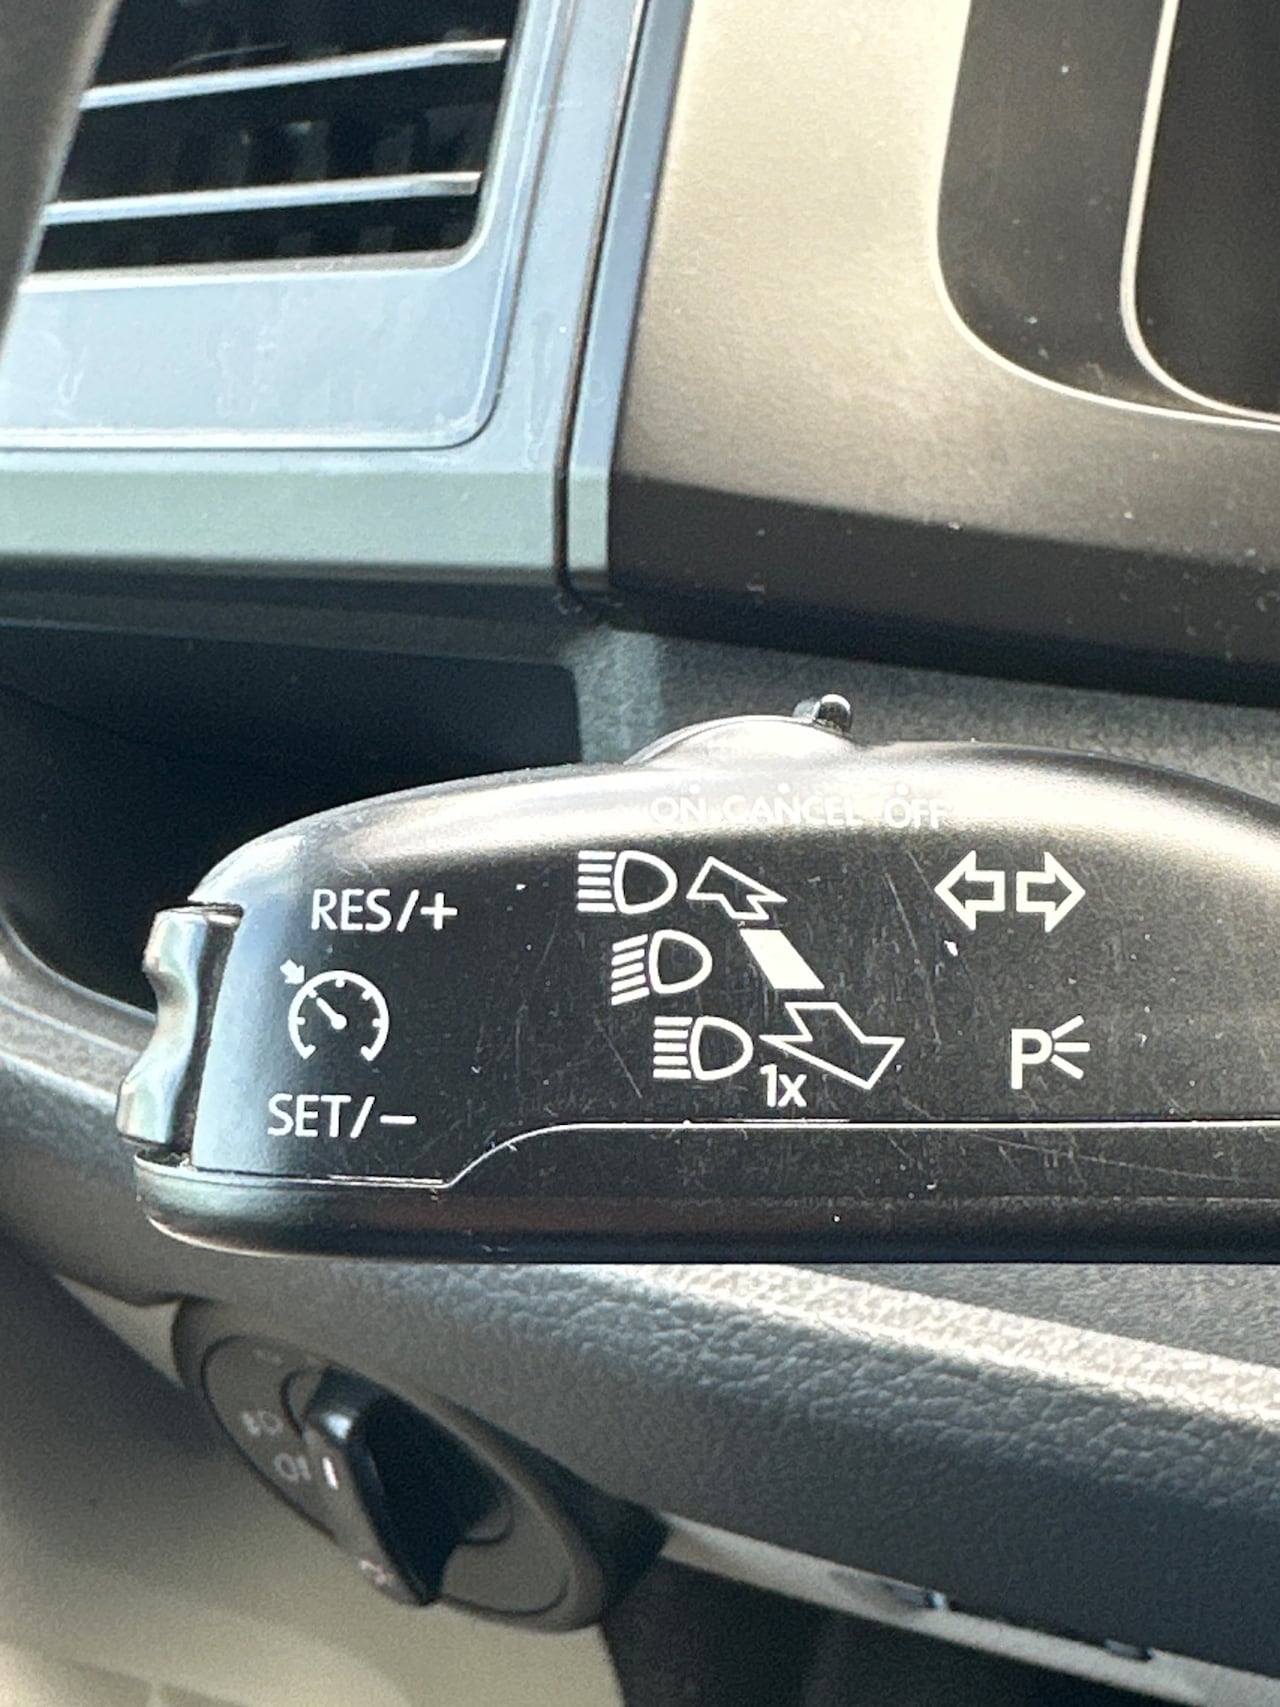 ON CANCEL OFF
RES/+
1x
P
SET/−